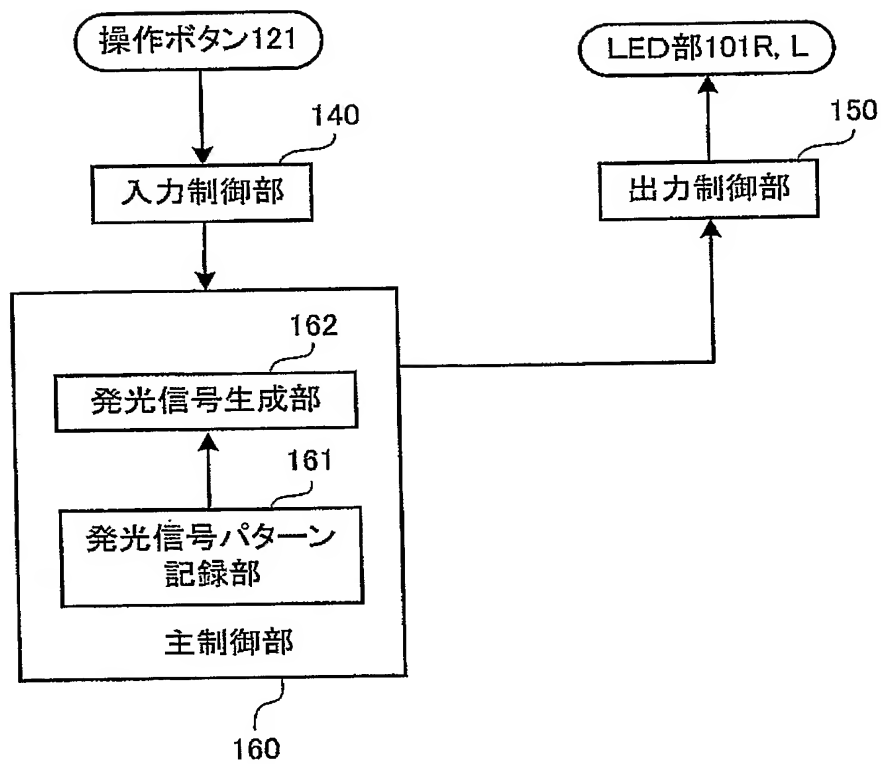 操作ボタン121
LED部101R, L
140
150
入力制御部
出力制御部
162
発光信号生成部
161
発光信号パターン
記録部
主制御部
160